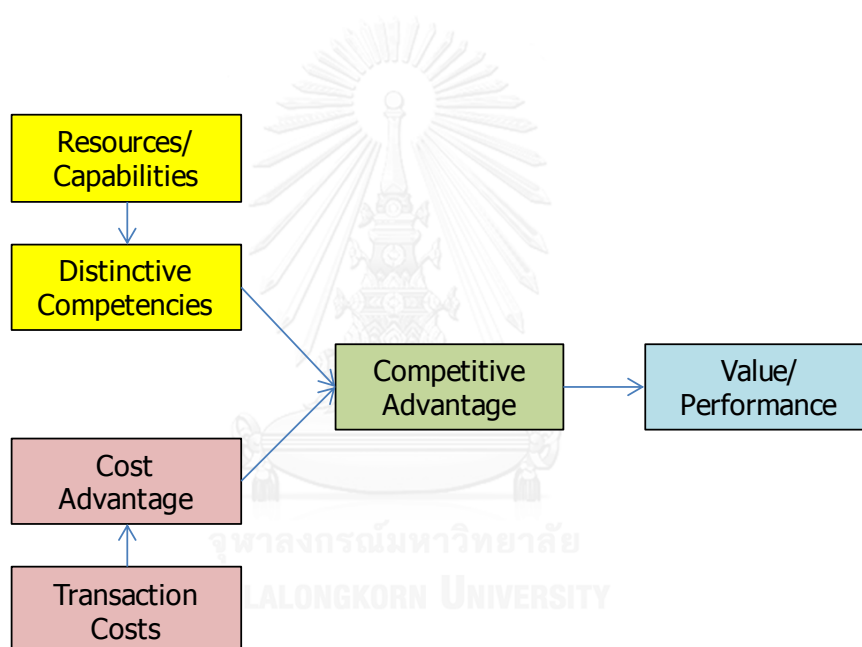 Resources/
Capabilities
Distinctive
Competencies
Competitive
Advantage
Value/
Performance
Cost
Advantage
จุฬาลงกรณ์มหาวิทยาลัย
Transaction
Costs
LALONGKORN UNIVERSITY